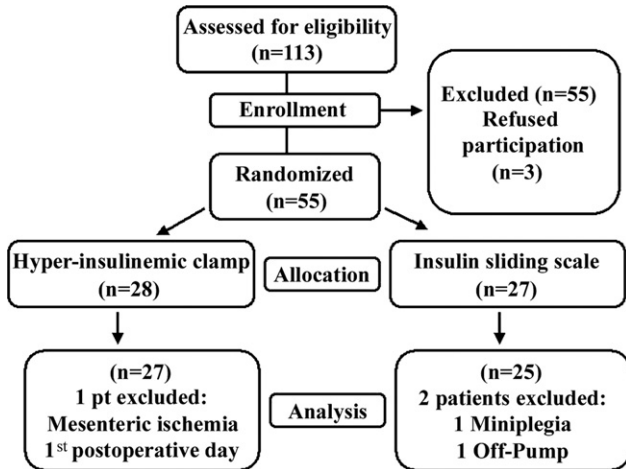 Assessed for eligibility
(n=113)
Enrollment
Excluded (n=55)
Refused
participation
(n=3)
Randomized
(n=55)
Hyper-insulinemic clamp
(n=28)
Allocation
Insulin sliding scale
(n=27)
(n=27)
1 pt excluded:
Mesenteric ischemia
1st postoperative day
Analysis
(n=25)
2 patients excluded:
1 Miniplegia
1 Off-Pump